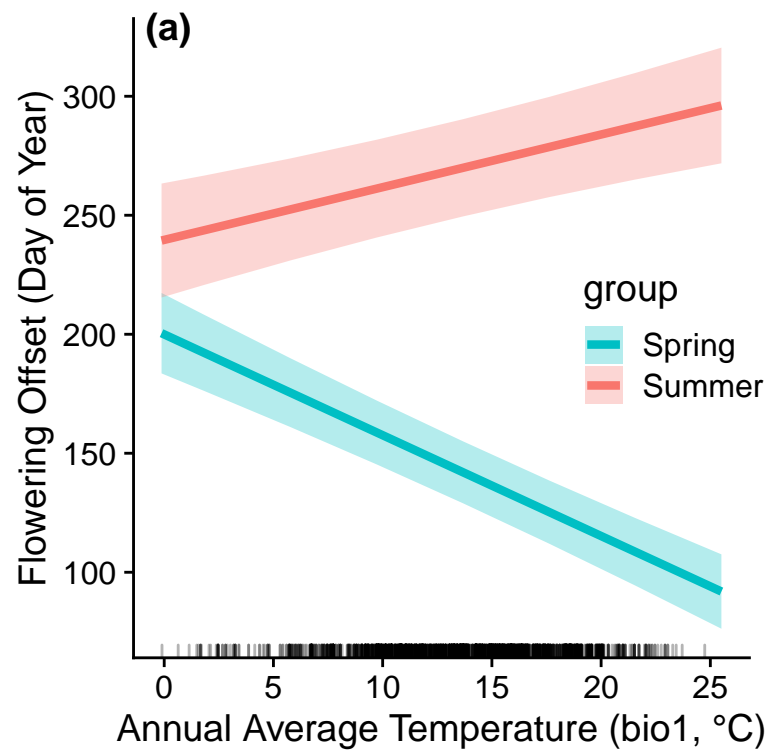 (a)
Flowering Offset (Day of Year)
300
250
200
150
100
group
Spring
Summer
0 5 10 15 20 25
Annual Average Temperature (bio1, °C)